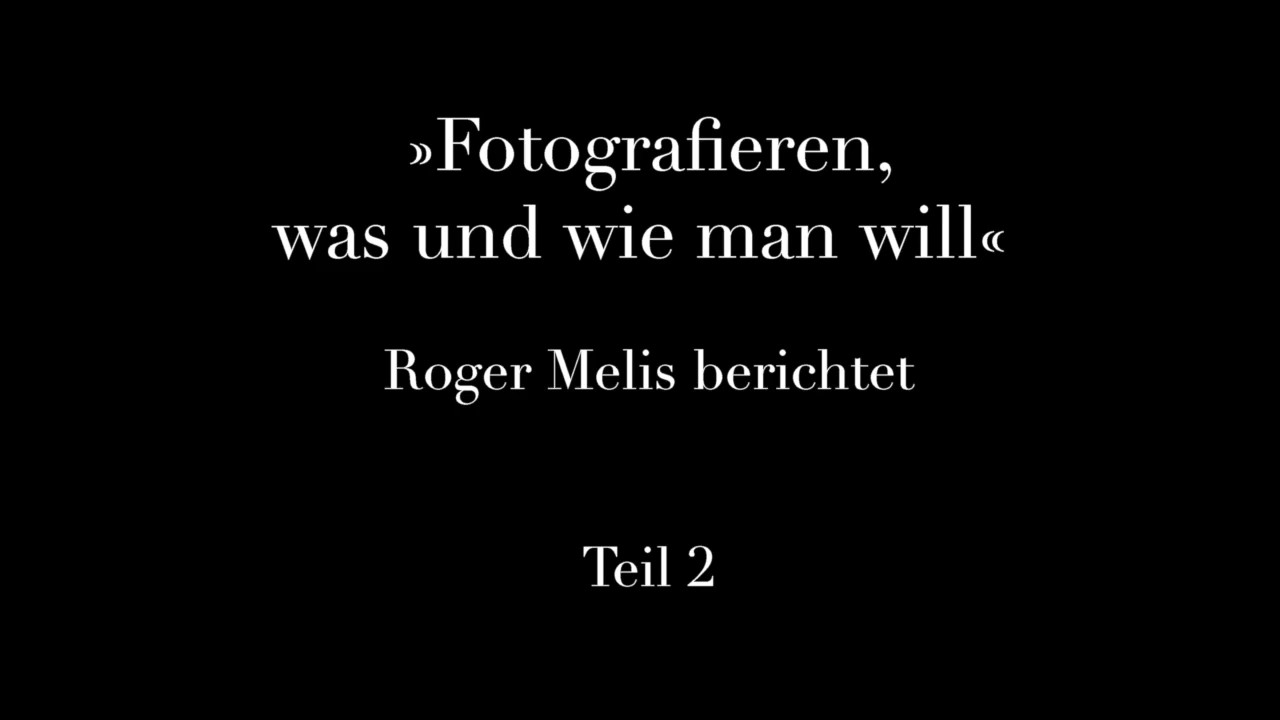 »Fotografieren,
was und wie man will«
Roger Melis berichtet
Teil 2